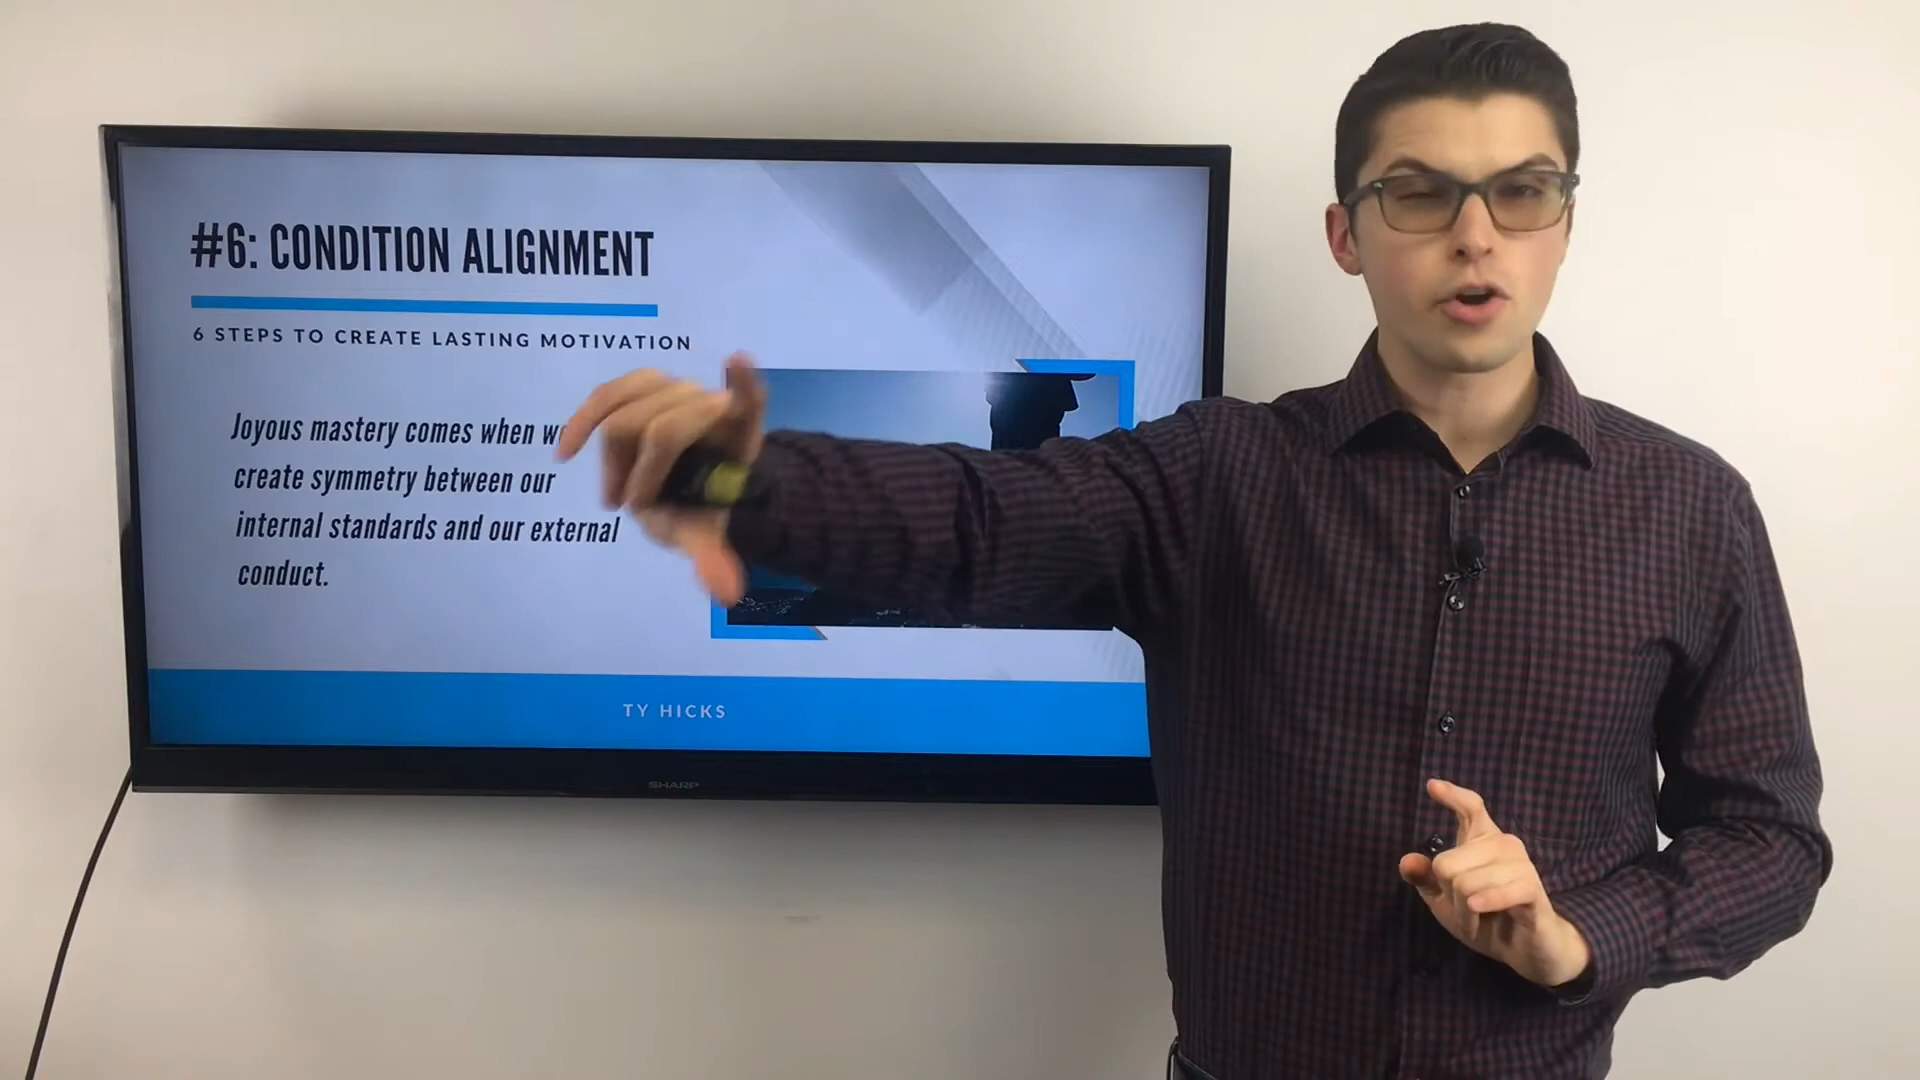 #6: CONDITION ALIGNMENT
6 STEPS TO CREATE LASTING MOTIVATION
Joyous mastery comes when we
create symmetry between our
internal standards and our external
conduct.
TY HICKS
SHARP